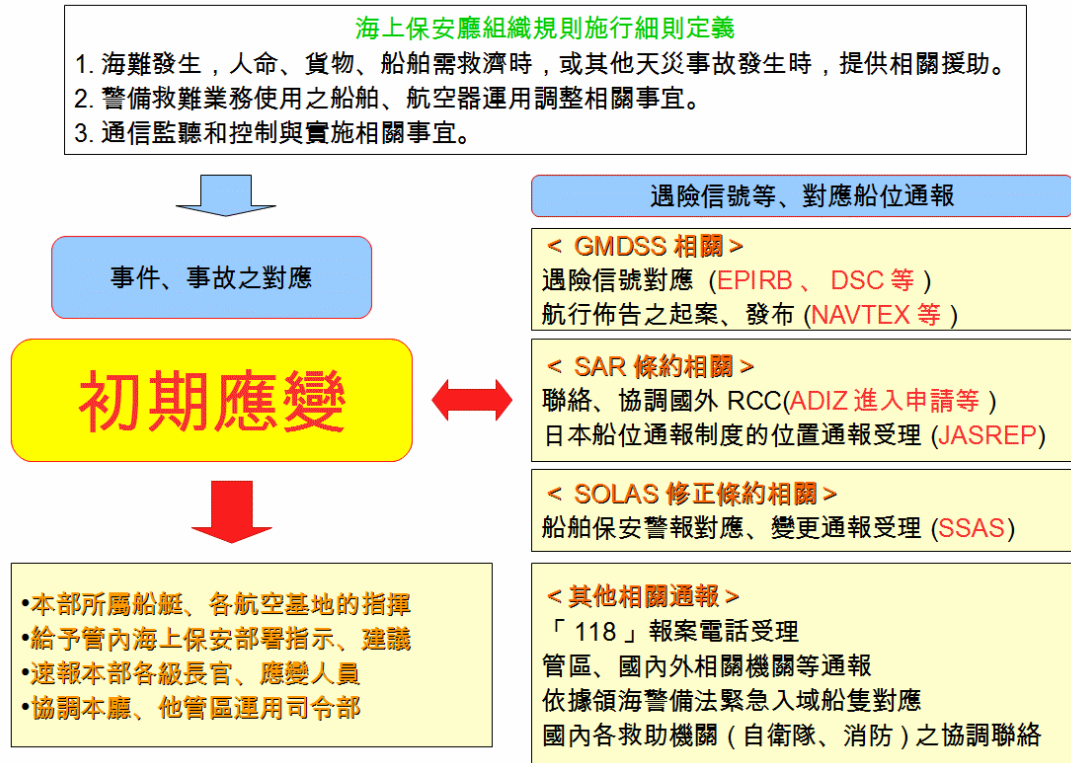 海上保安廳組織規則施行細則定義
1. 海難發生，人命、貨物、船舶需救濟時，或其他天災事故發生時，提供相關援助。
2. 警備救難業務使用之船舶、航空器運用調整相關事宜。
3. 通信監聽和控制與實施相關事宜。
事件、事故之對應
初期應變
•本部所屬船艇、各航空基地的指揮
•給予管內海上保安部署指示、建議
•速報本部各級長官、應變人員
•協調本廳、他管區運用司令部
遇險信號等、對應船位通報
< GMDSS 相關 >
遇險信號對應 (EPIRB 、 DSC 等 )
航行佈告之起案、發布 (NAVTEX 等 )
< SAR 條約相關 >
聯絡、協調國外 RCC(ADIZ 進入申請等 )
日本船位通報制度的位置通報受理 (JASREP)
< SOLAS 修正條約相關 >
船舶保安警報對應、變更通報受理 (SSAS)
< 其他相關通報 >
「 118 」報案電話受理
管區、國內外相關機關等通報
依據領海警備法緊急入域船隻對應
國內各救助機關 ( 自衛隊、消防 ) 之協調聯絡